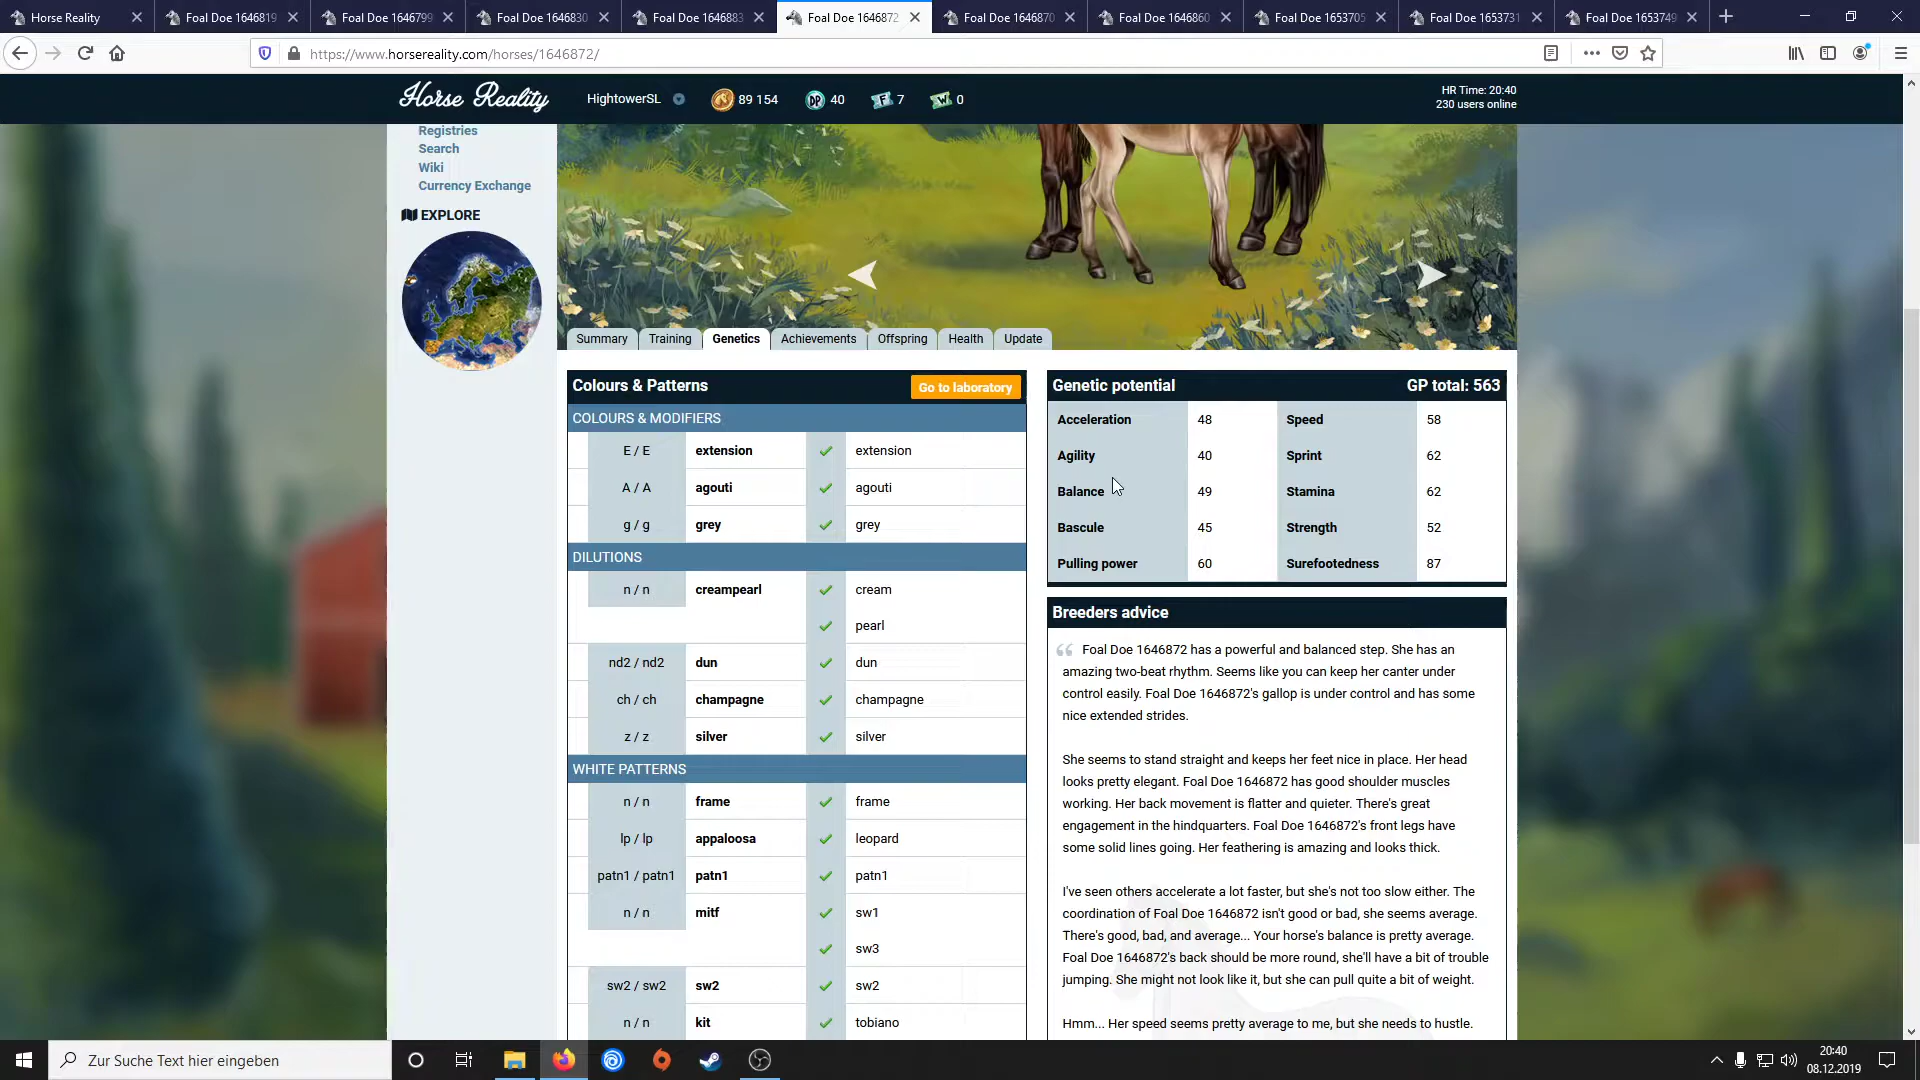 Horse Reality
Foal Doe 1646819
Foal Doe 1646799
Foal Doe 1646830
Foal Doe 1646883
Foal Doe 1646872
Foal Doe 1646870
Foal Doe 1646860
Foal Doe 1653705
Foal Doe 1653731
Foal Doe 1653749
https://www.horsereality.com/horses/1646872/
Horse Reality
HightowerSL
89 154
DP 40
F 7
W 0
HR Time: 20:40
230 users online
Registries
Search
Wiki
Currency Exchange
EXPLORE
Summary
Training
Genetics
Achievements
Offspring
Health
Update
Colours & Patterns
Go to laboratory
COLOURS & MODIFIERS
E / E extension extension
A / A agouti agouti
g / g grey grey
DILUTIONS
n / n creampearl cream
pearl
nd2 / nd2 dun dun
ch / ch champagne champagne
z / z silver silver
WHITE PATTERNS
n / n frame frame
lp / lp appaloosa leopard
patn1 / patn1 patn1 patn1
n / n mitf sw1
sw3
sw2 / sw2 sw2 sw2
n / n kit tobiano
Genetic potential GP total: 563
Acceleration 48 Speed 58
Agility 40 Sprint 62
Balance 49 Stamina 62
Bascule 45 Strength 52
Pulling power 60 Surefootedness 87
Breeders advice
Foal Doe 1646872 has a powerful and balanced step. She has an
amazing two-beat rhythm. Seems like you can keep her canter under
control easily. Foal Doe 1646872's gallop is under control and has some
nice extended strides.
She seems to stand straight and keeps her feet nice in place. Her head
looks pretty elegant. Foal Doe 1646872 has good shoulder muscles
working. Her back movement is flatter and quieter. There's great
engagement in the hindquarters. Foal Doe 1646872's front legs have
some solid lines going. Her feathering is amazing and looks thick.
I've seen others accelerate a lot faster, but she's not too slow either. The
coordination of Foal Doe 1646872 isn't good or bad, she seems average.
There's good, bad, and average... Your horse's balance is pretty average.
Foal Doe 1646872's back should be more round, she'll have a bit of trouble
jumping. She might not look like it, but she can pull quite a bit of weight.
Hmm... Her speed seems pretty average to me, but she needs to hustle.
Zur Suche Text hier eingeben
20:40
08.12.2019